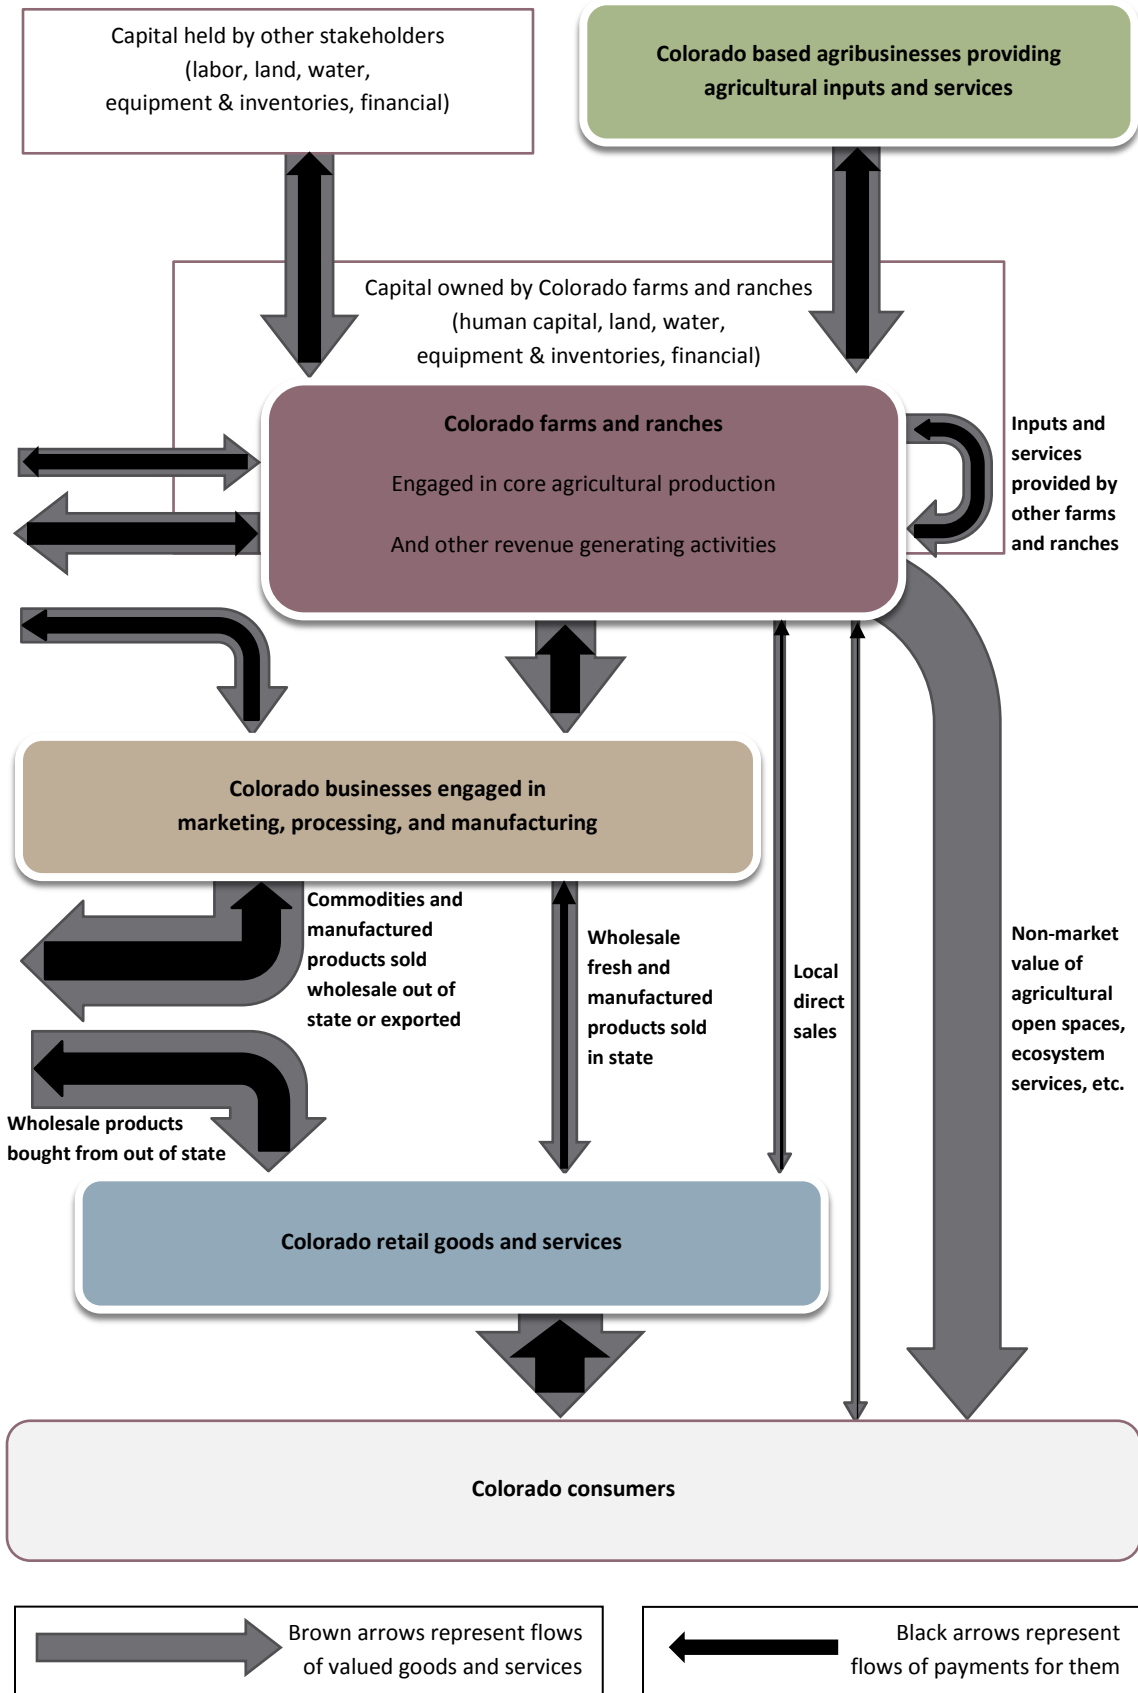 Capital held by other stakeholders
(labor, land, water,
equipment & inventories, financial)
Colorado based agribusinesses providing
agricultural inputs and services
Capital owned by Colorado farms and ranches
(human capital, land, water,
equipment & inventories, financial)
Colorado farms and ranches
Engaged in core agricultural production
And other revenue generating activities
Inputs and
services
provided by
other farms
and ranches
Colorado businesses engaged in
marketing, processing, and manufacturing
Commodities and
manufactured
products sold
wholesale out of
state or exported
Wholesale
fresh and
manufactured
products sold
in state
Local
direct
sales
Non-market
value of
agricultural
open spaces,
ecosystem
services, etc.
Wholesale products
bought from out of state
Colorado retail goods and services
Colorado consumers
Brown arrows represent flows
of valued goods and services
Black arrows represent
flows of payments for them